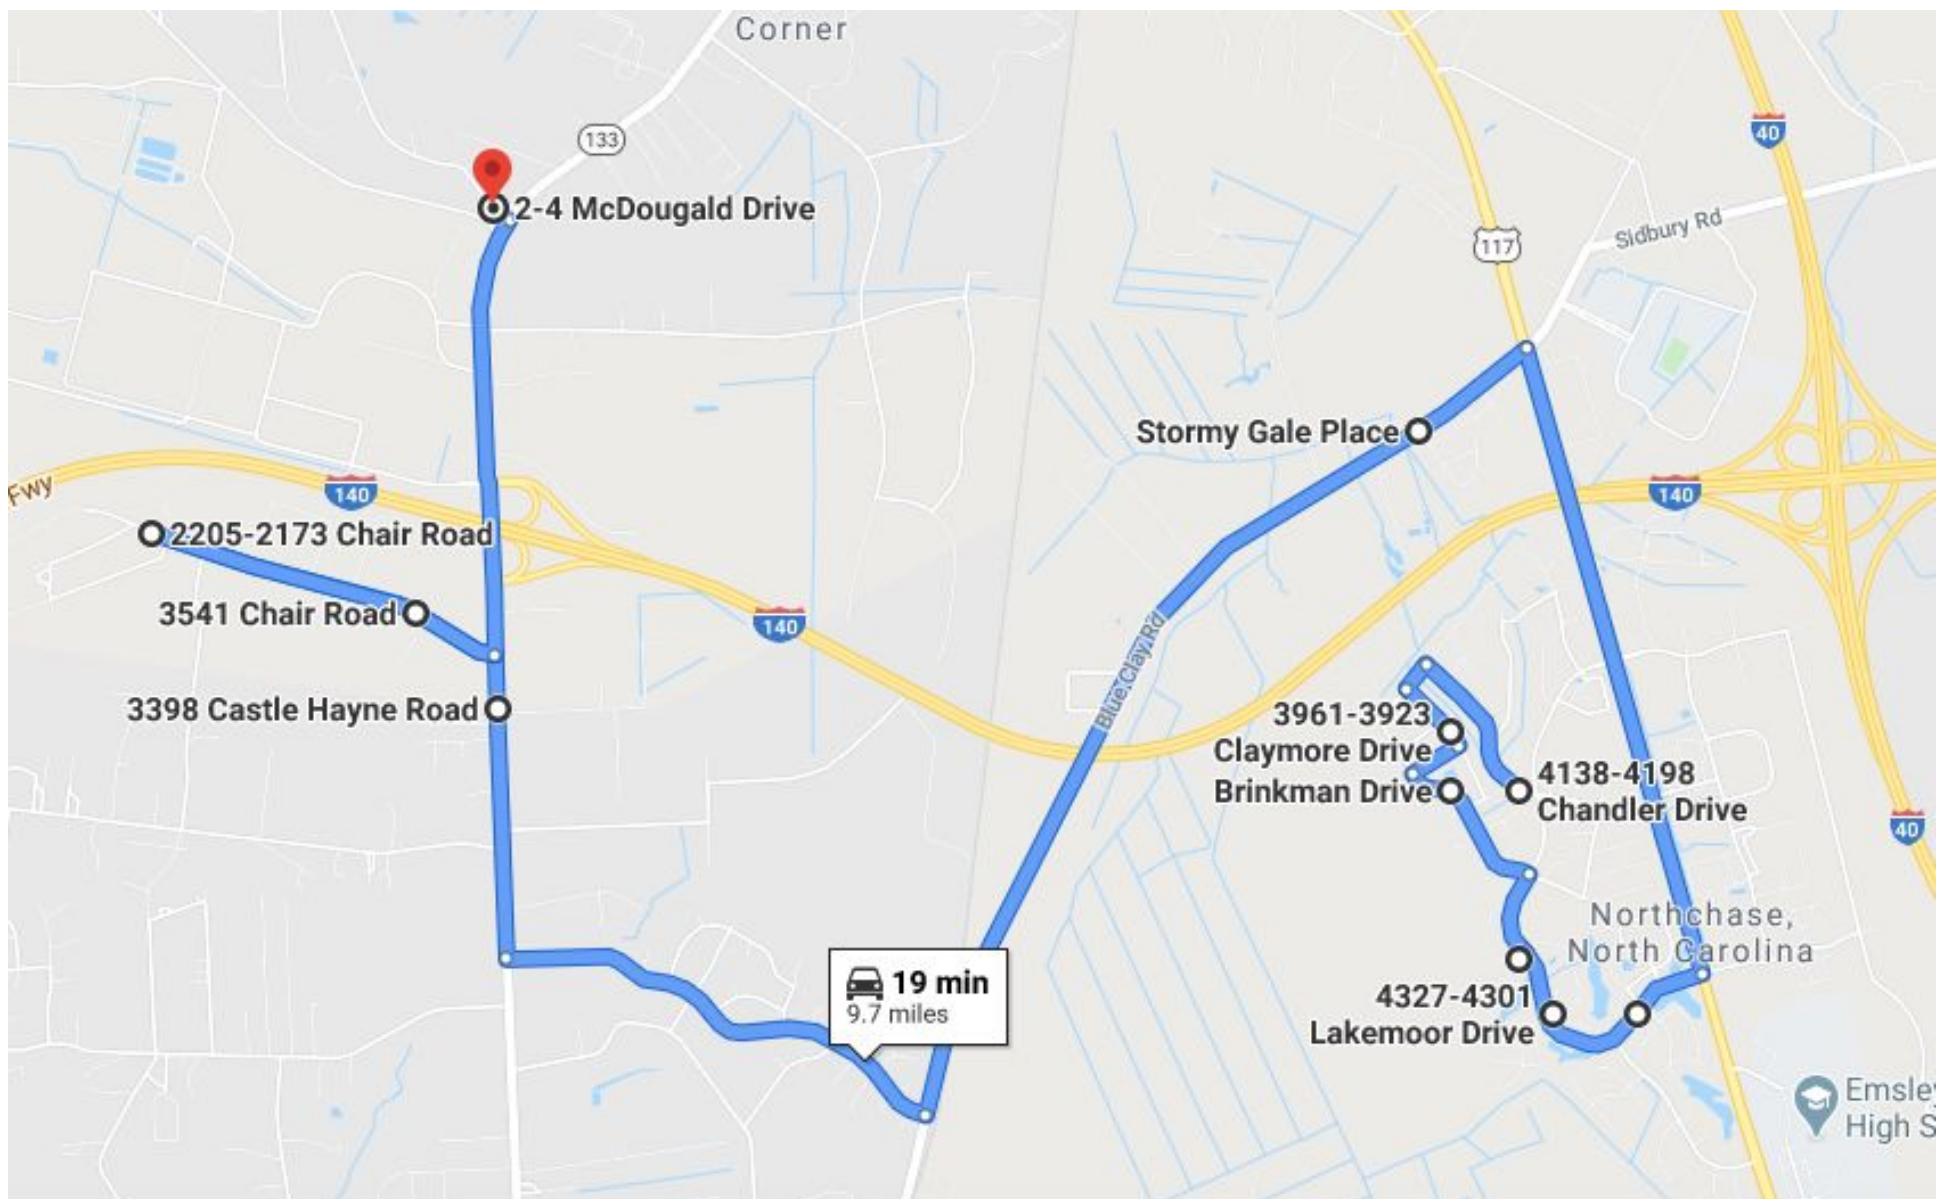 Corner
133
40
2-4 McDougald Drive
Sidbury Rd
117
Stormy Gale Place
Fwy
140
140
2205-2173 Chair Road
3541 Chair Road
140
Blue Clay Rd
3398 Castle Hayne Road
3961-3923
Claymore Drive
Brinkman Drive
4138-4198
Chandler Drive
40
Northchase,
North Carolina
19 min
9.7 miles
4327-4301
Lakemoor Drive
Emsley
High S